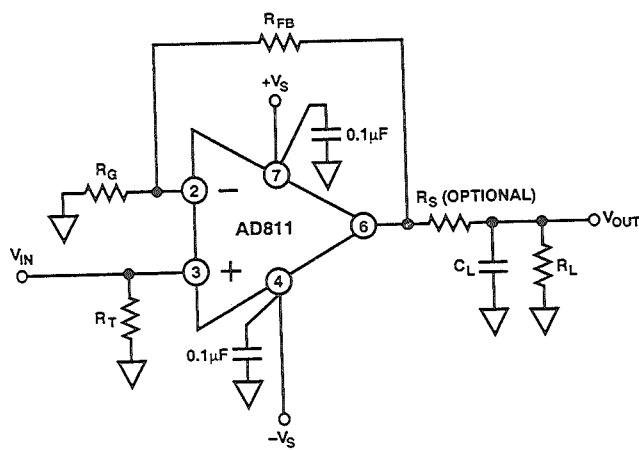 RFB
+VS
0.1µF
7
RG
2
−
RS (OPTIONAL)
AD811
6
VOUT
VIN
3
+
4
CL
RL
RT
0.1µF
−VS